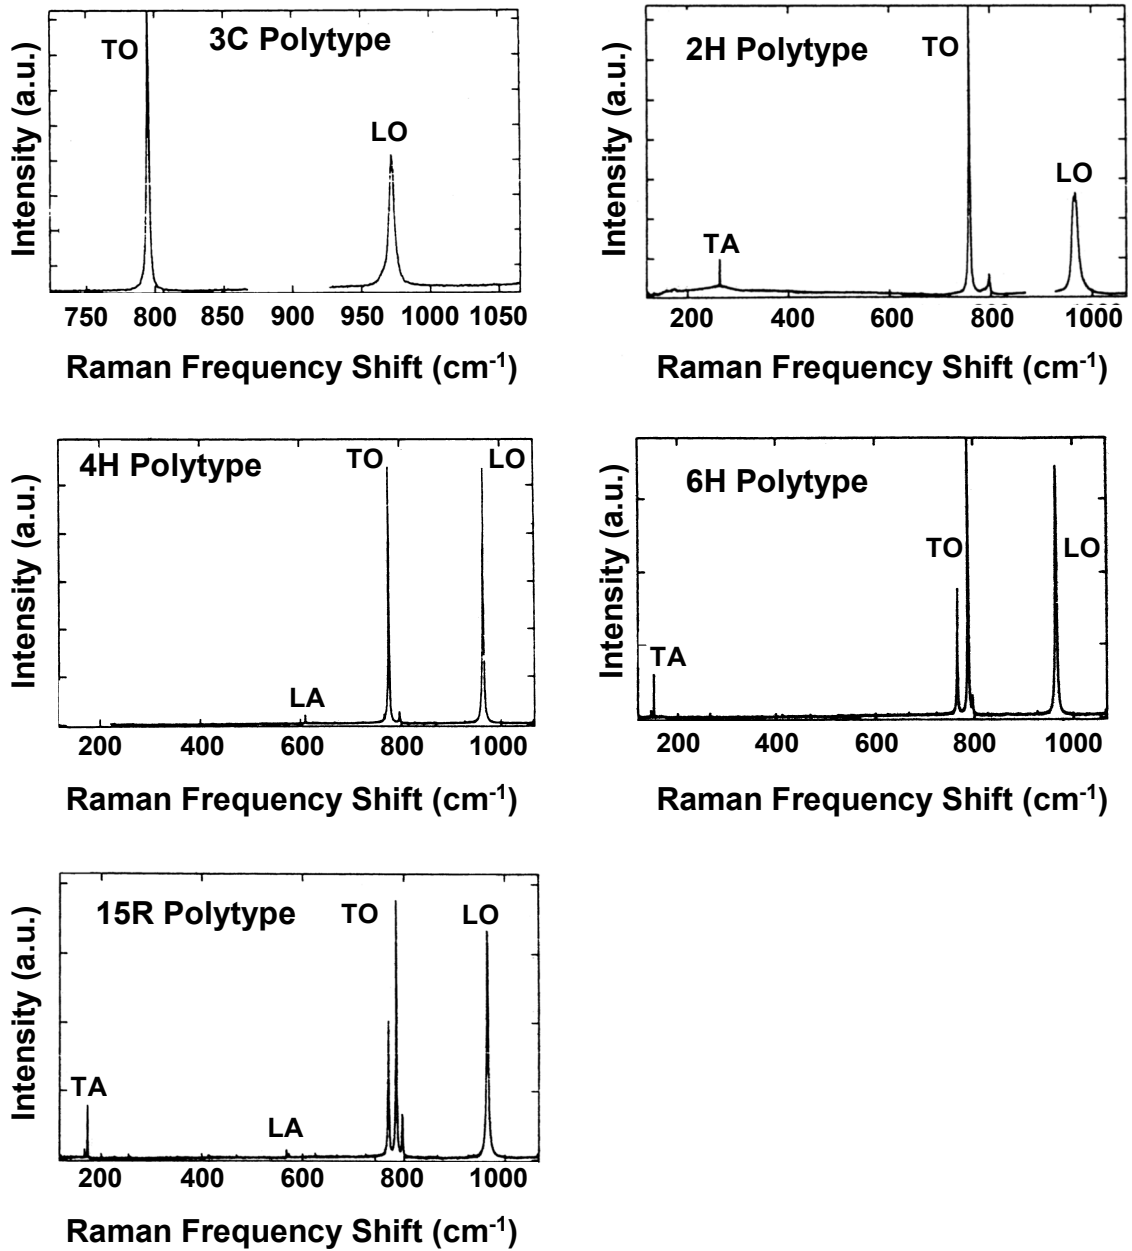 3C Polytype
TO
LO
Intensity (a.u.)
750 800 850 900 950 1000 1050
Raman Frequency Shift (cm-1)
2H Polytype
TO
LO
TA
Intensity (a.u.)
200 400 600 800 1000
Raman Frequency Shift (cm-1)
4H Polytype
TO
LO
LA
Intensity (a.u.)
200 400 600 800 1000
Raman Frequency Shift (cm-1)
6H Polytype
TO
LO
TA
Intensity (a.u.)
200 400 600 800 1000
Raman Frequency Shift (cm-1)
15R Polytype
TO
LO
TA
LA
Intensity (a.u.)
200 400 600 800 1000
Raman Frequency Shift (cm-1)